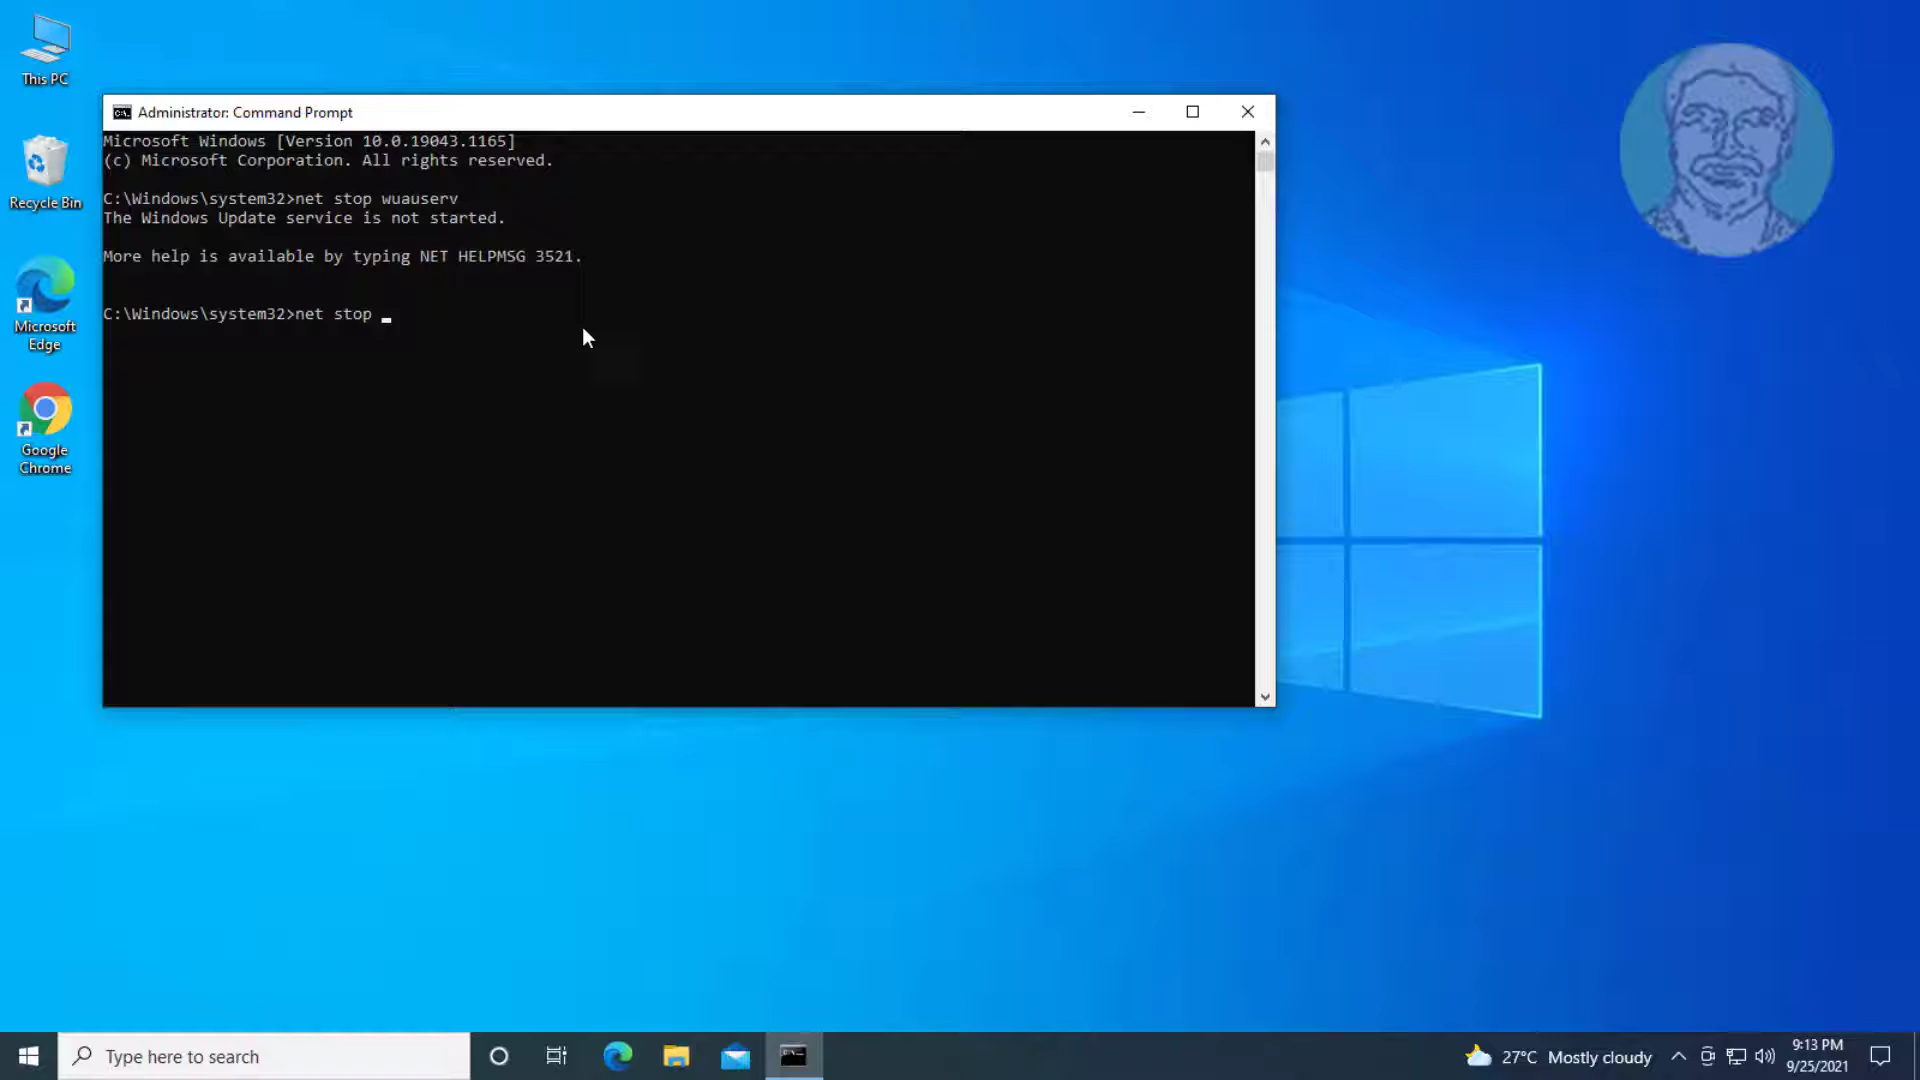 This PC
Recycle Bin
Microsoft
Edge
Google
Chrome
Administrator: Command Prompt
Microsoft Windows [Version 10.0.19043.1165]
(c) Microsoft Corporation. All rights reserved.
C:\Windows\system32>net stop wuauserv
The Windows Update service is not started.
More help is available by typing NET HELPMSG 3521.
C:\Windows\system32>net stop _
Type here to search
27°C Mostly cloudy
9:13 PM
9/25/2021